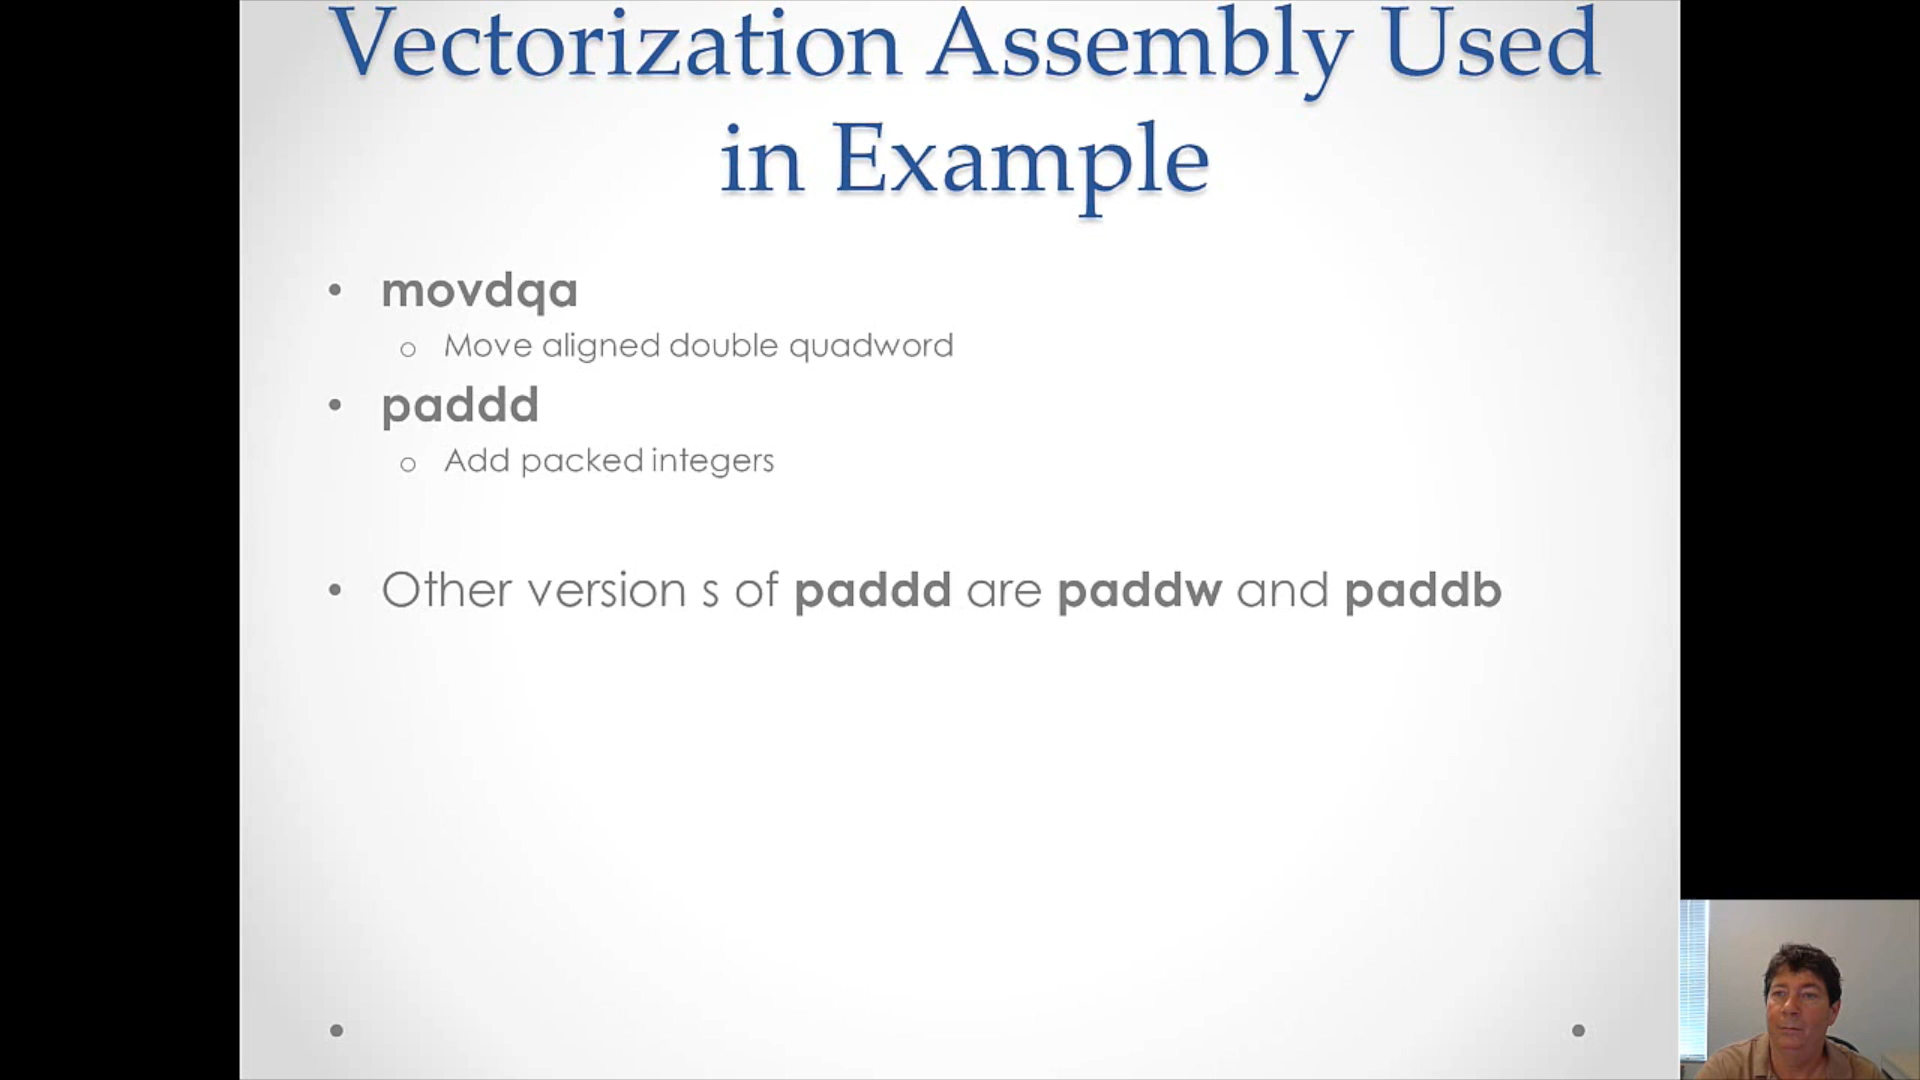 Vectorization Assembly Used
in Example
• movdqa
o Move aligned double quadword
• paddd
o Add packed integers
• Other version s of paddd are paddw and paddb